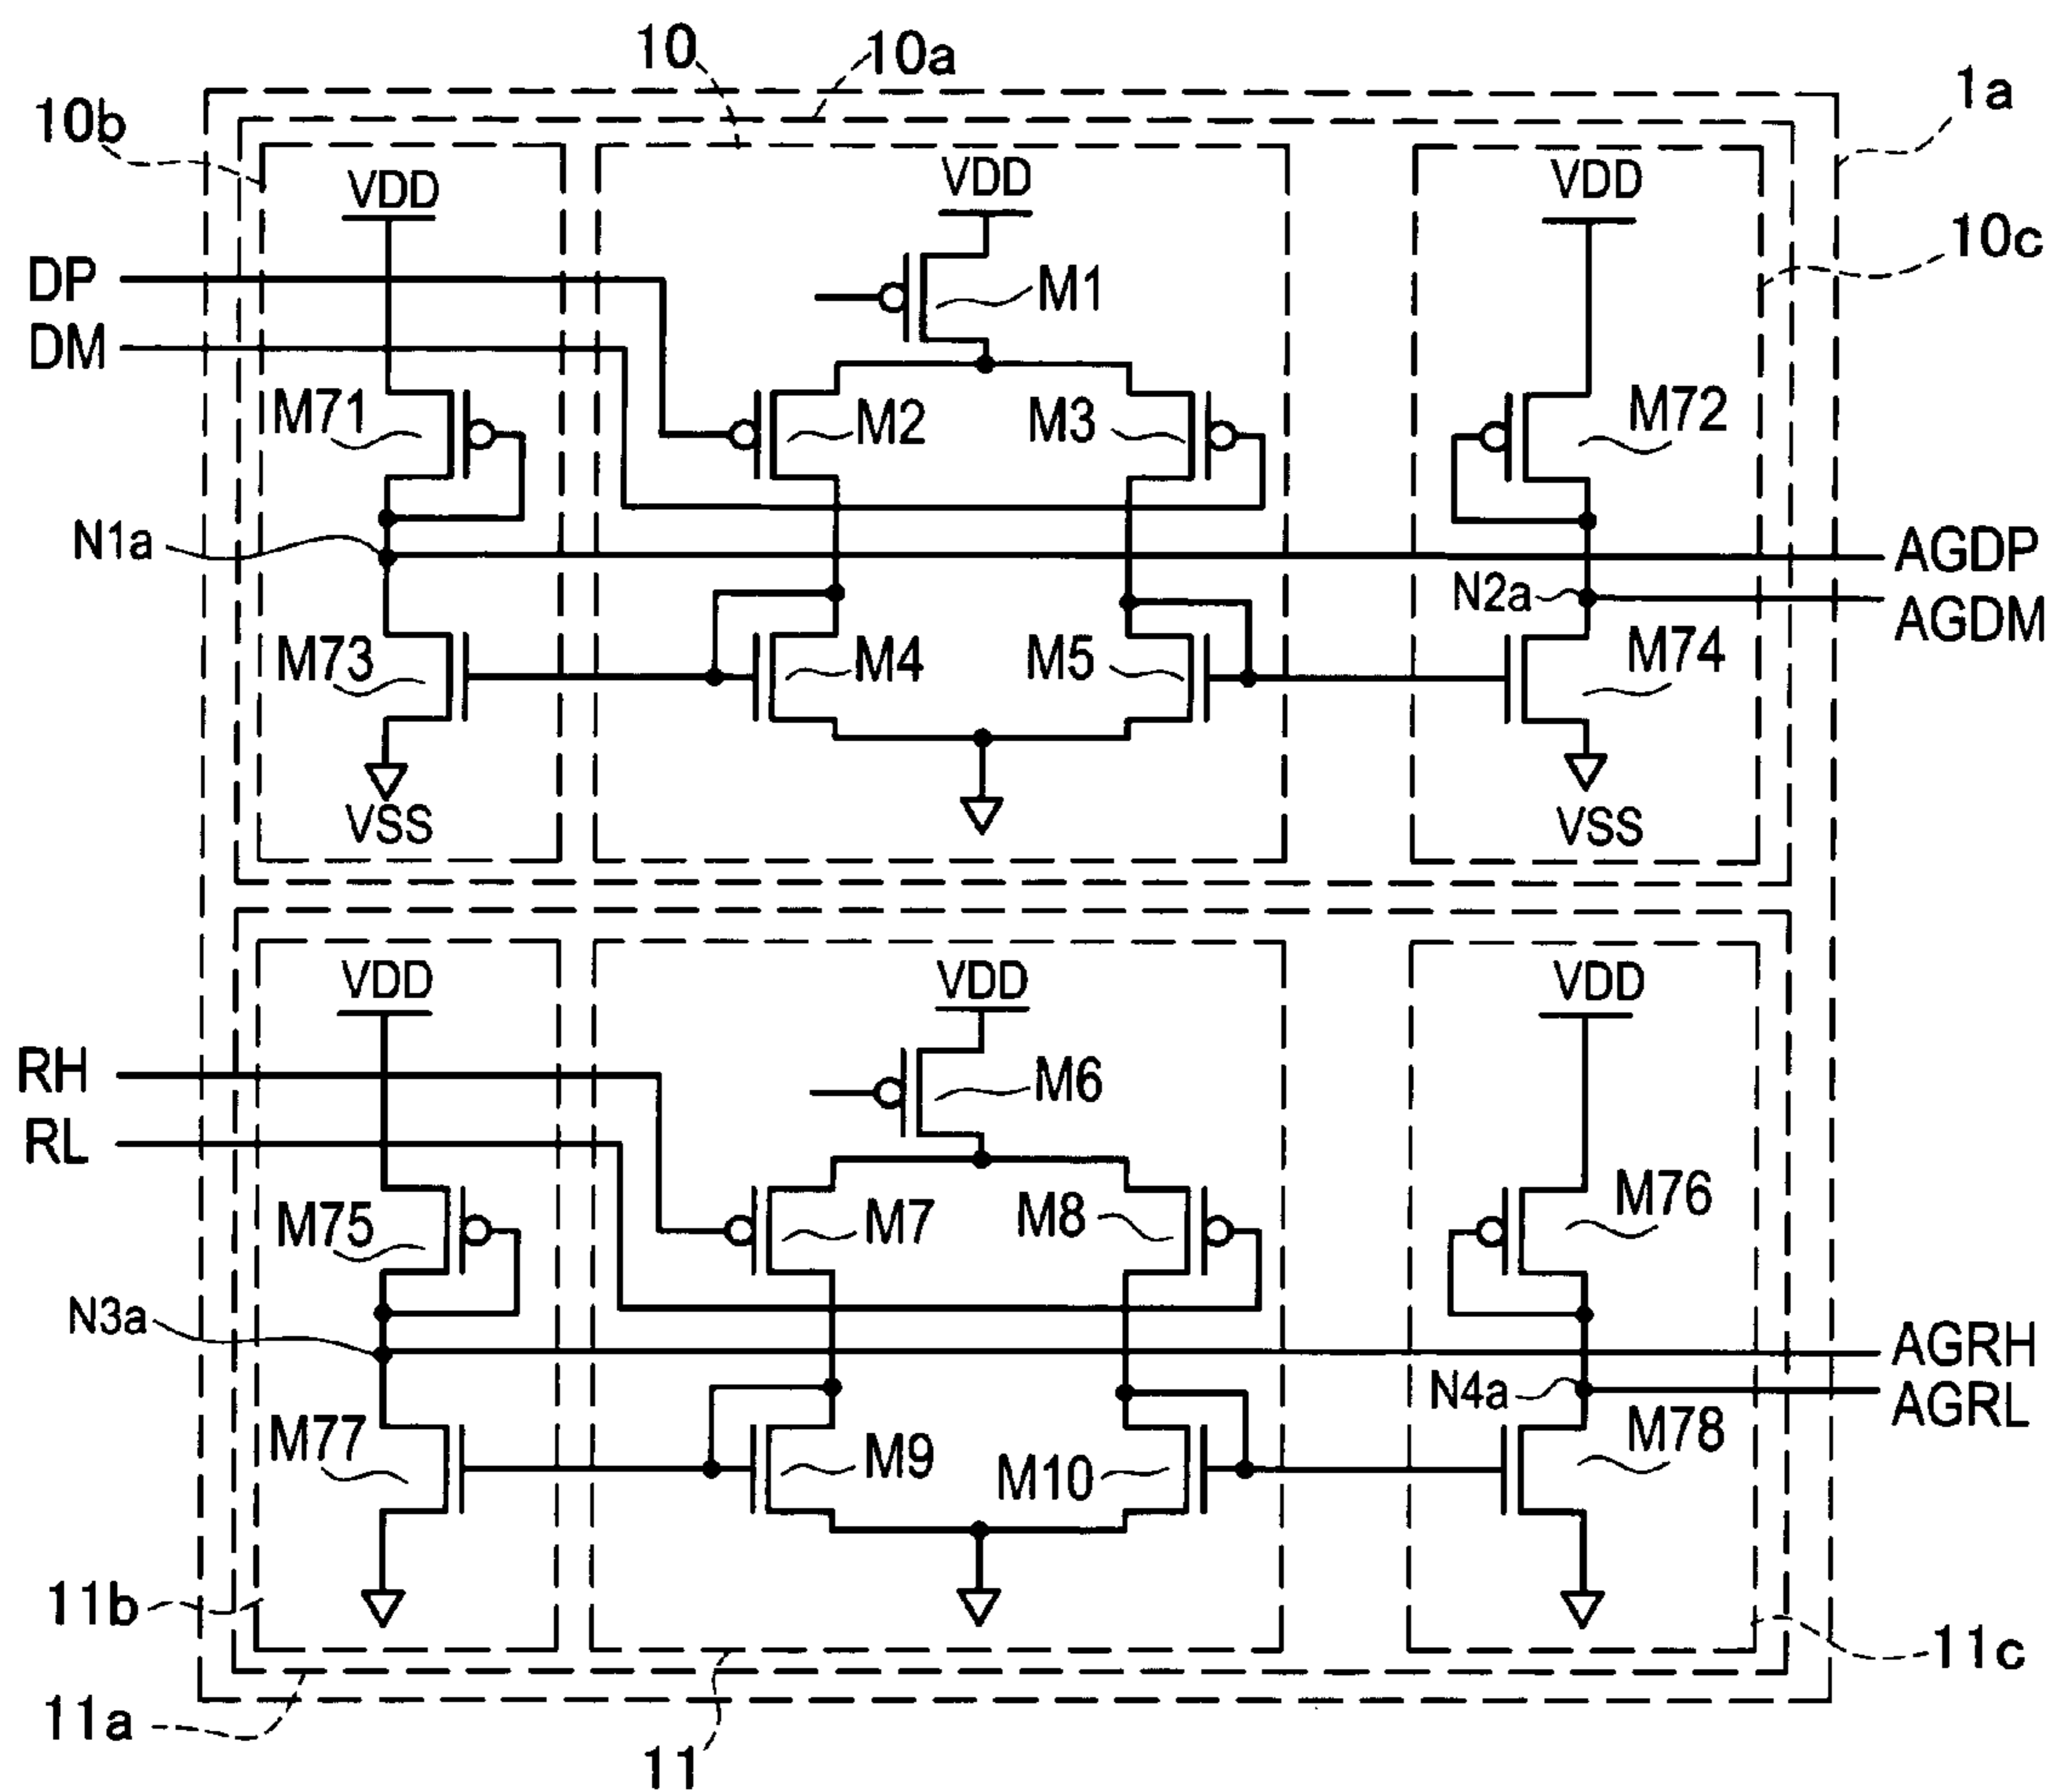 10
10a
1a
10b
VDD
VDD
VDD
10c
DP
M1
DM
M71
M2
M3
M72
N1a
AGDP
N2a
AGDM
M73
M4
M5
M74
VSS
VSS
VDD
VDD
VDD
RH
M6
RL
M75
M7
M8
M76
N3a
AGRH
N4a
AGRL
M77
M9
M10
M78
11b
11c
11a
11